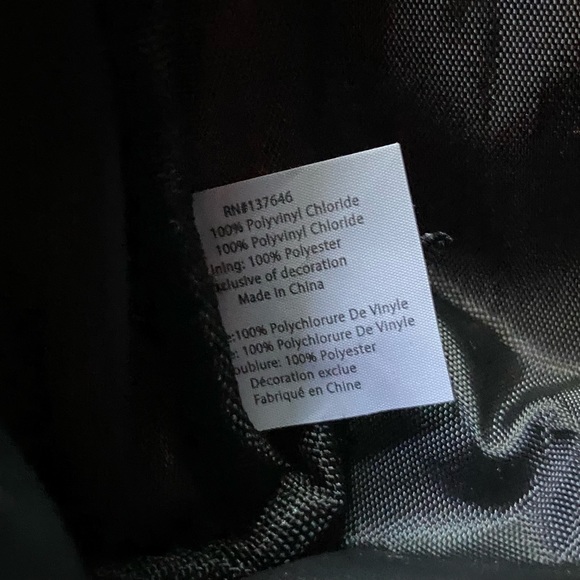 RN#137646
100% Polyvinyl Chloride
100% Polyvinyl Chloride
ining: 100% Polyester
xclusive of decoration
Made in China
:100% Polychlorure De Vinyle
: 100% Polychlorure De Vinyle
oublure: 100% Polyester
Décoration exclue
Fabriqué en Chine